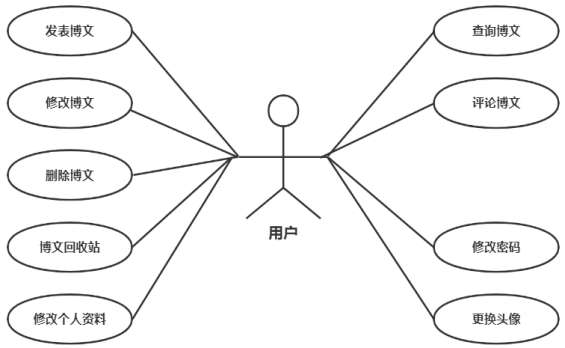 发表博文
修改博文
删除博文
博文回收站
修改个人资料
用户
查询博文
评论博文
修改密码
更换头像